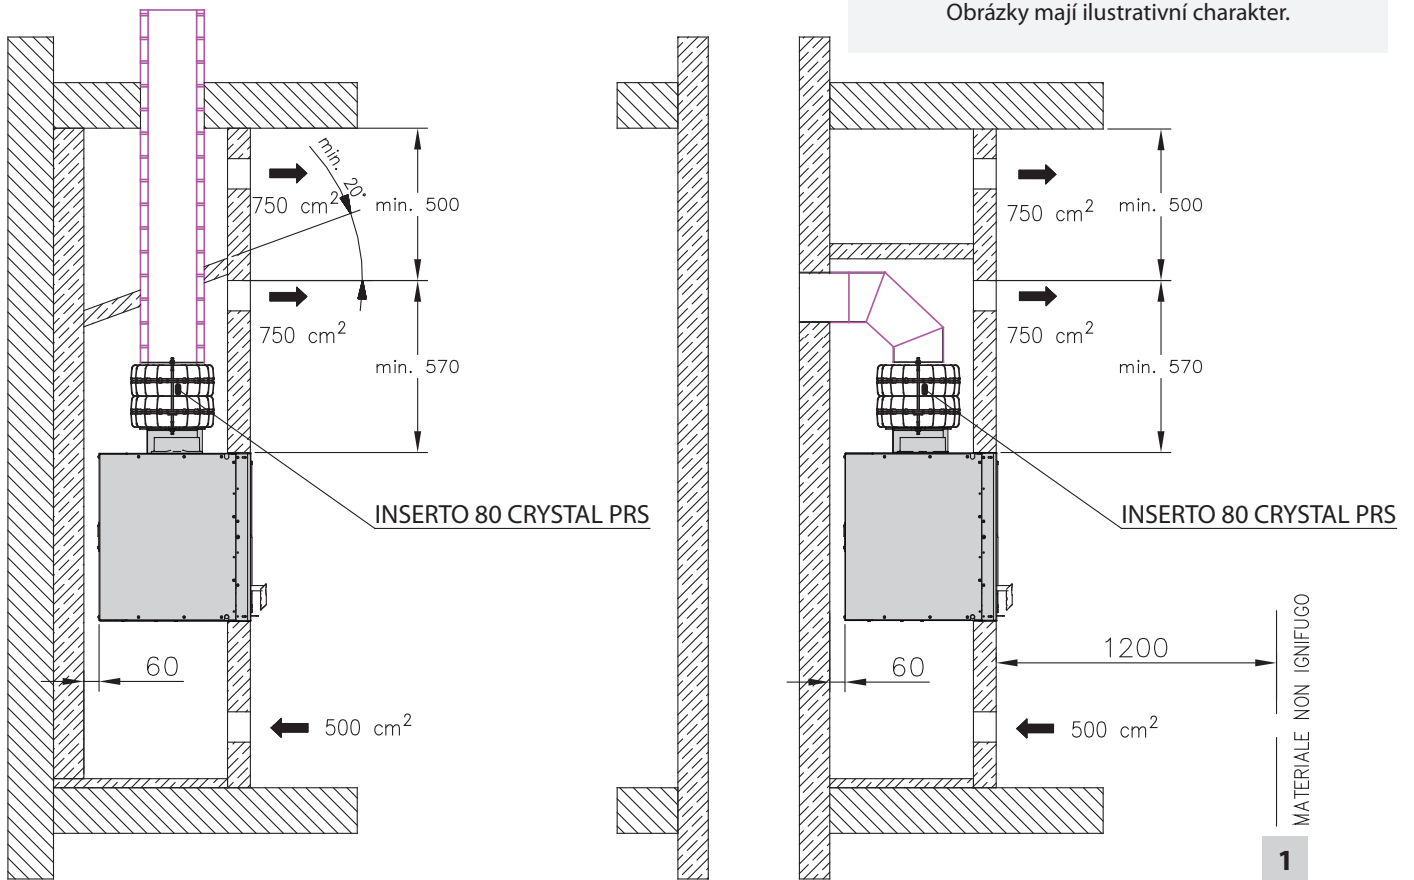 Obrázky mají ilustrativní charakter.
min. 20°
750 cm²
min. 500
750 cm²
min. 570
INSERTO 80 CRYSTAL PRS
60
500 cm²
750 cm²
min. 500
750 cm²
min. 570
INSERTO 80 CRYSTAL PRS
1200
60
500 cm²
MATERIALE NON IGNIFUGO
1